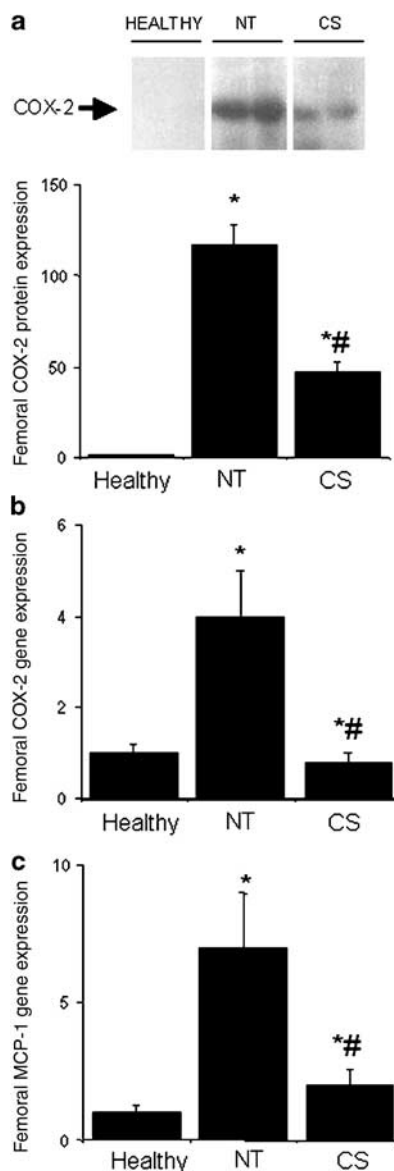 a
HEALTHY NT CS
COX-2
Femoral COX-2 protein expression
150
100
50
0
*
*#
Healthy NT CS
b
Femoral COX-2 gene expression
6
4
2
0
*
*#
Healthy NT CS
c
Femoral MCP-1 gene expression
10
5
0
*
*#
Healthy NT CS